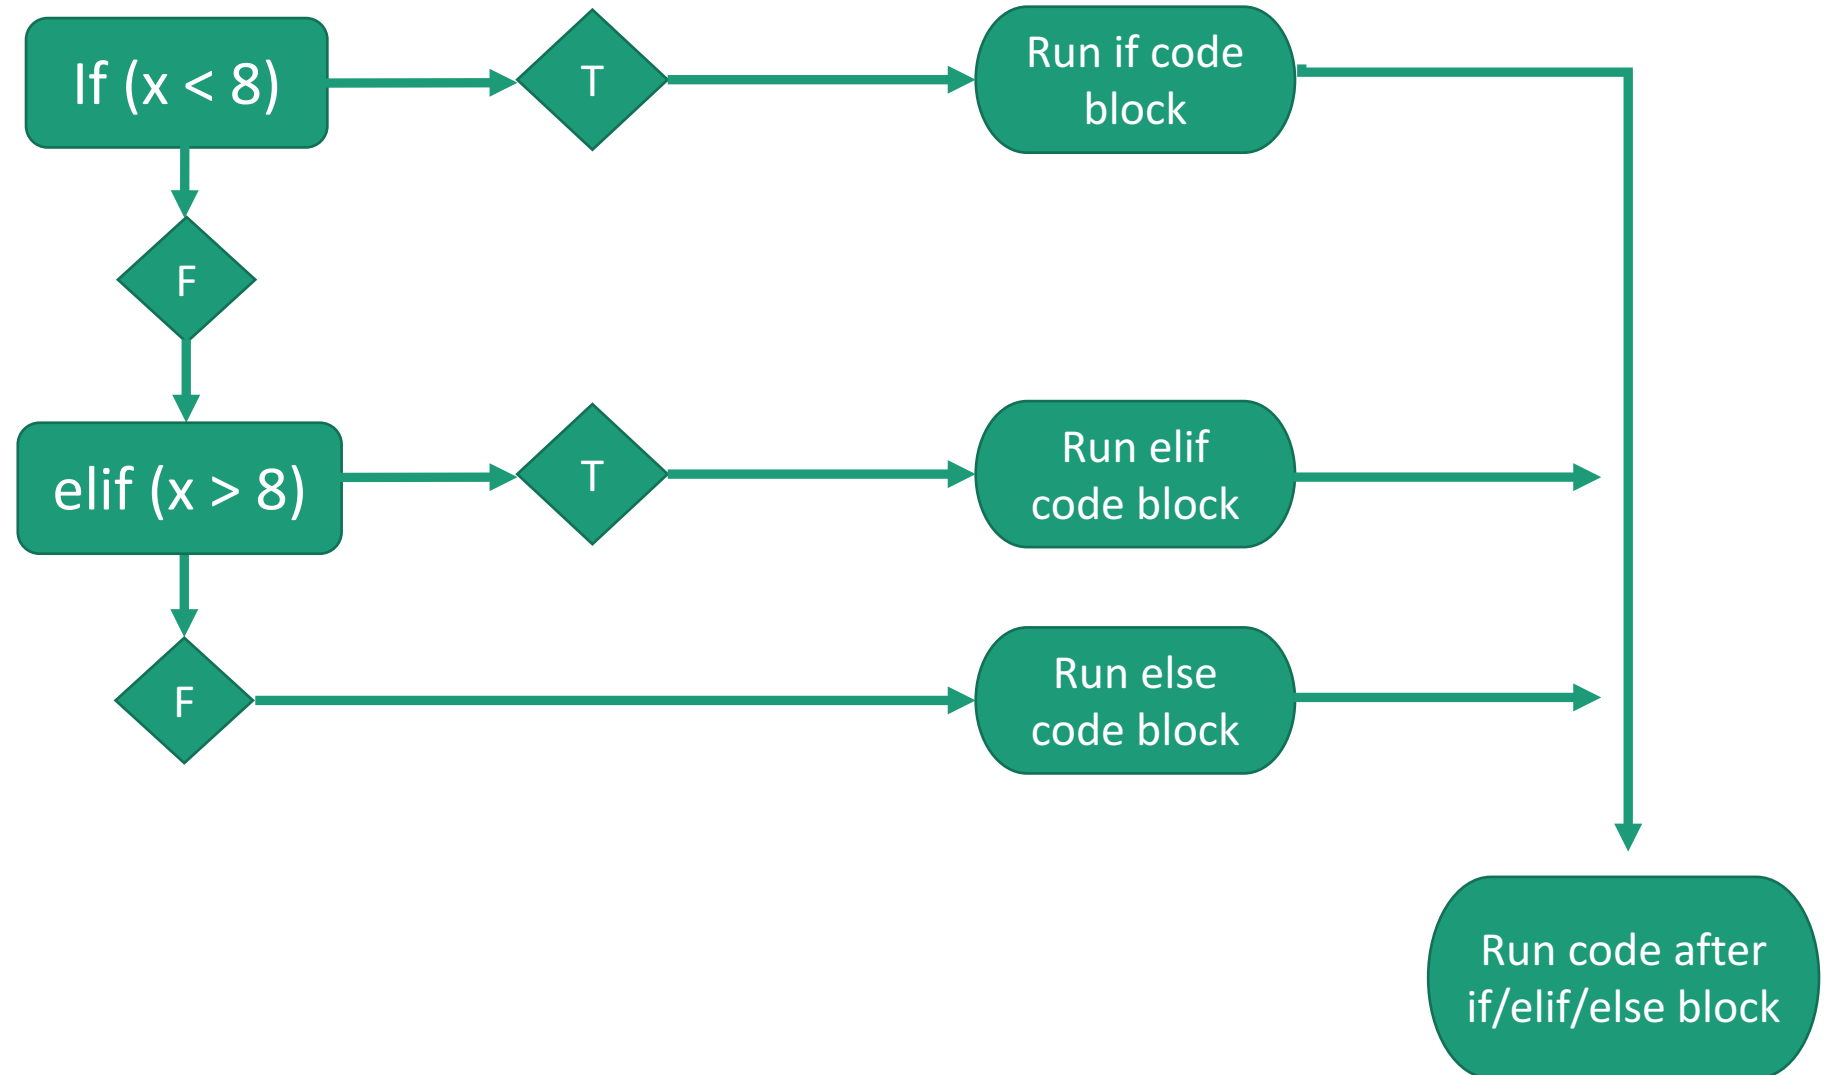 If (x < 8)
T
Run if code
block
F
elif (x > 8)
T
Run elif
code block
F
Run else
code block
Run code after
if/elif/else block